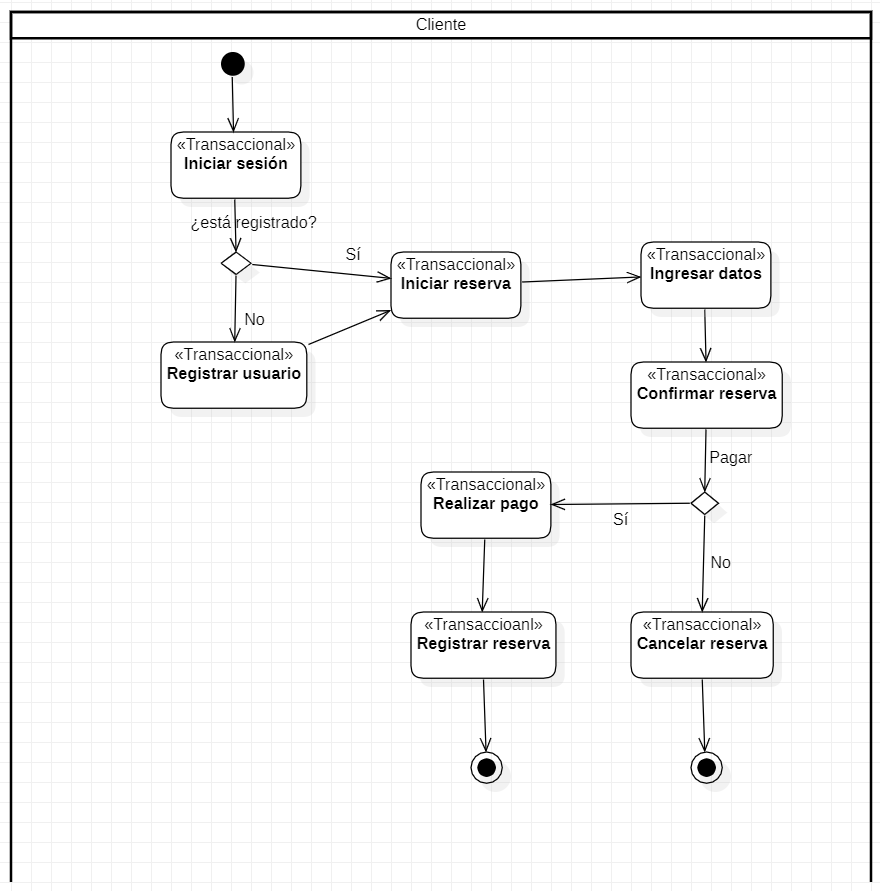 Cliente
«Transaccional»
Iniciar sesión
¿está registrado?
Sí
No
«Transaccional»
Registrar usuario
«Transaccional»
Iniciar reserva
«Transaccional»
Ingresar datos
«Transaccional»
Confirmar reserva
Pagar
Sí
No
«Transaccional»
Realizar pago
«Transaccioanl»
Registrar reserva
«Transaccional»
Cancelar reserva